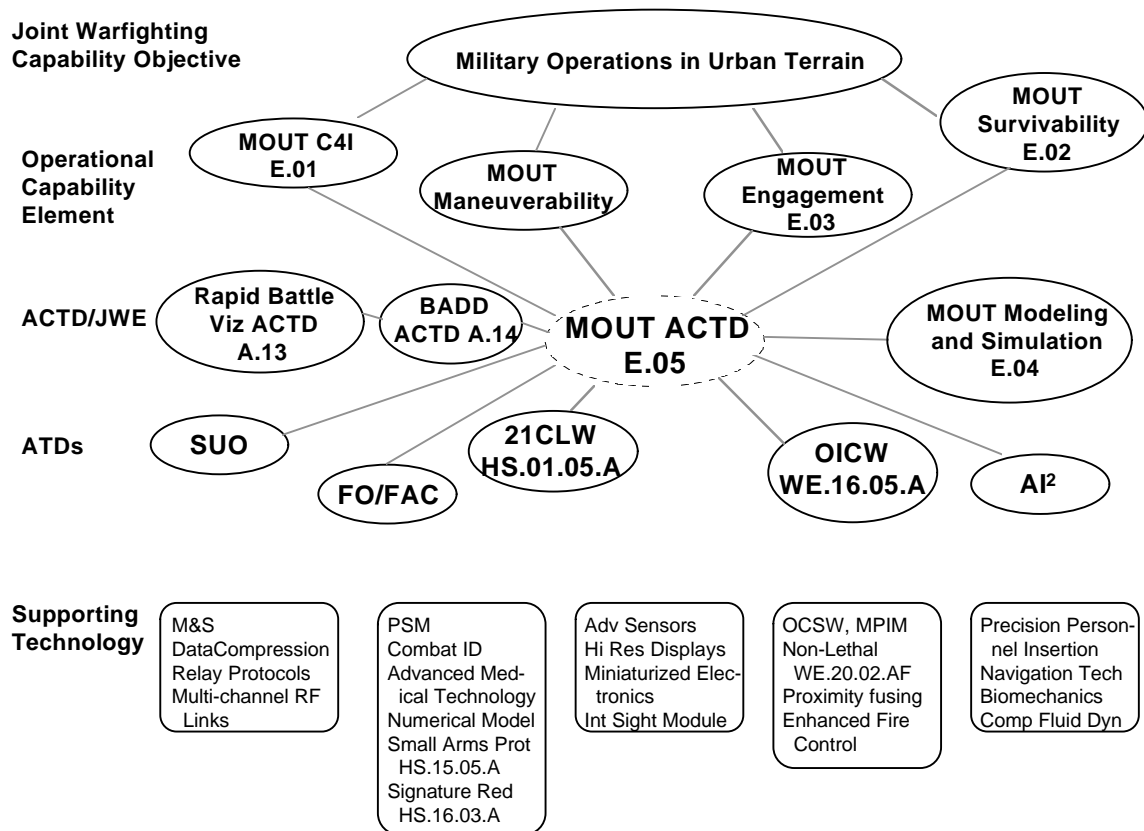 Joint Warfighting
Capability Objective
Military Operations in Urban Terrain
Operational
Capability
Element
MOUT C4I
E.01
MOUT
Maneuverability
MOUT
Engagement
E.03
MOUT
Survivability
E.02
ACTD/JWE
Rapid Battle
Viz ACTD
A.13
BADD
ACTD A.14
MOUT ACTD
E.05
MOUT Modeling
and Simulation
E.04
ATDs
SUO
FO/FAC
21CLW
HS.01.05.A
OICW
WE.16.05.A
AI²
Supporting
Technology
M&S
DataCompression
Relay Protocols
Multi-channel RF
Links
PSM
Combat ID
Advanced Med-
ical Technology
Numerical Model
Small Arms Prot
HS.15.05.A
Signature Red
HS.16.03.A
Adv Sensors
Hi Res Displays
Miniaturized Elec-
tronics
Int Sight Module
OCSW, MPIM
Non-Lethal
WE.20.02.AF
Proximity fusing
Enhanced Fire
Control
Precision Person-
nel Insertion
Navigation Tech
Biomechanics
Comp Fluid Dyn